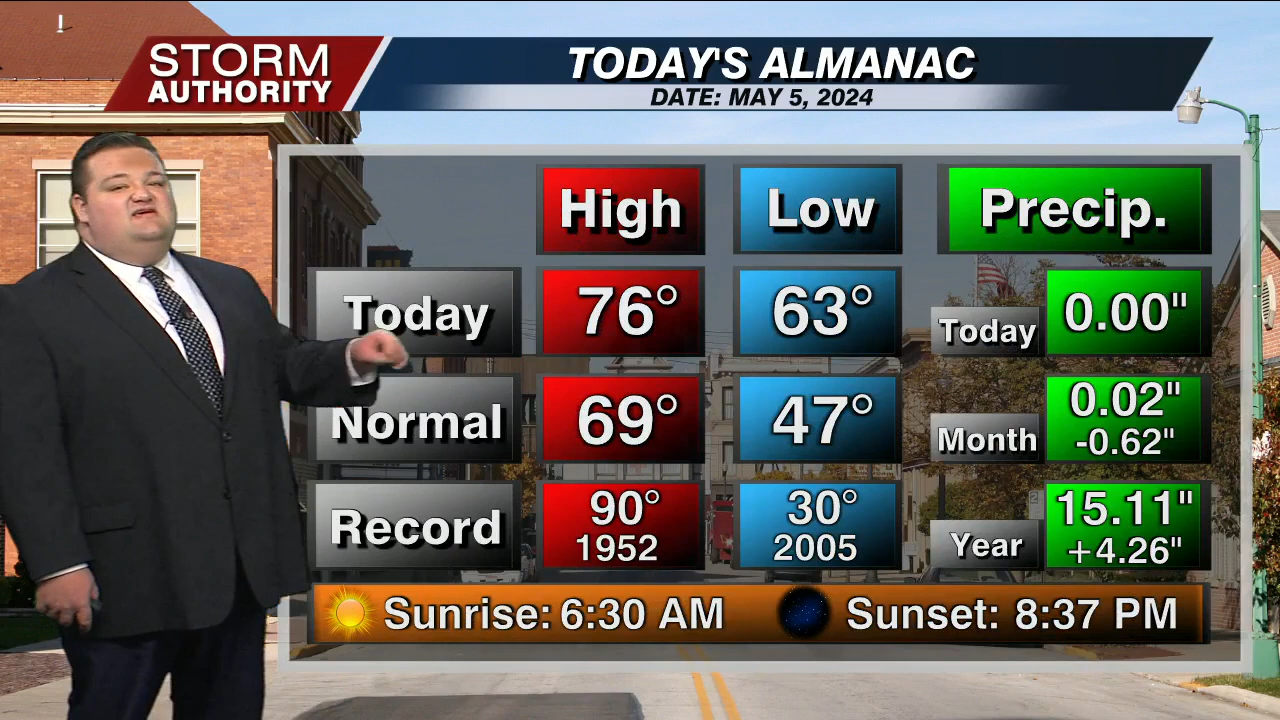 STORM
AUTHORITY
TODAY'S ALMANAC
DATE: MAY 5, 2024
High Low Precip.
Today 76° 63° Today 0.00"
Normal 69° 47° Month 0.02"
-0.62"
Record 90° 30° Year 15.11"
1952 2005 +4.26"
Sunrise: 6:30 AM Sunset: 8:37 PM